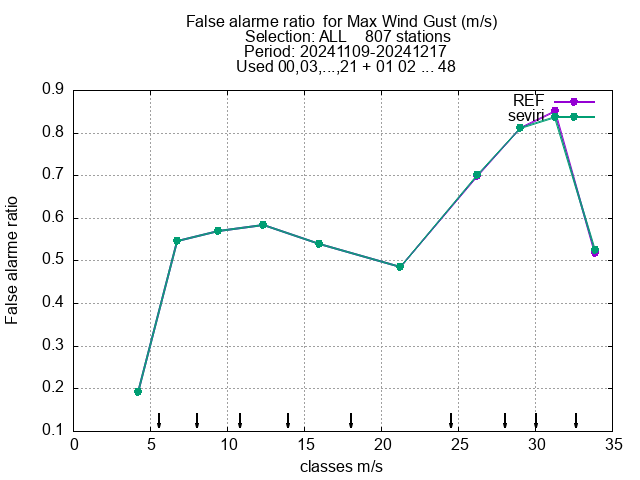 False alarme ratio  for Max Wind Gust (m/s)
Selection: ALL    807 stations
Period: 20241109-20241217
Used 00,03,...,21 + 01 02 ... 48
REF
seviri
0.9
0.8
0.7
0.6
0.5
0.4
0.3
0.2
0.1
False alarme ratio
0 5 10 15 20 25 30 35
classes m/s